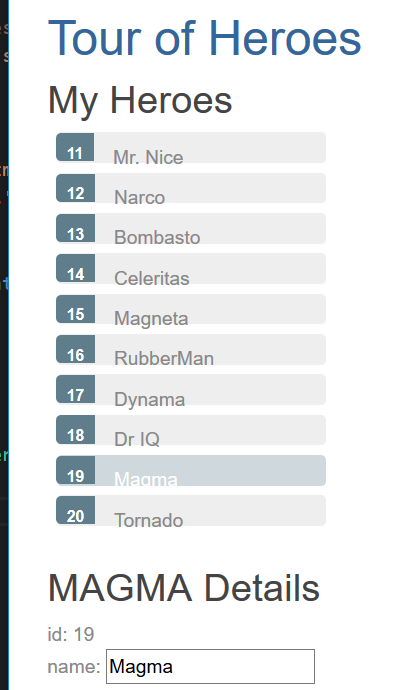 Tour of Heroes
My Heroes
11 Mr. Nice
12 Narco
13 Bombasto
14 Celeritas
15 Magneta
16 RubberMan
17 Dynama
18 Dr IQ
19 Magma
20 Tornado
MAGMA Details
id: 19
name: Magma